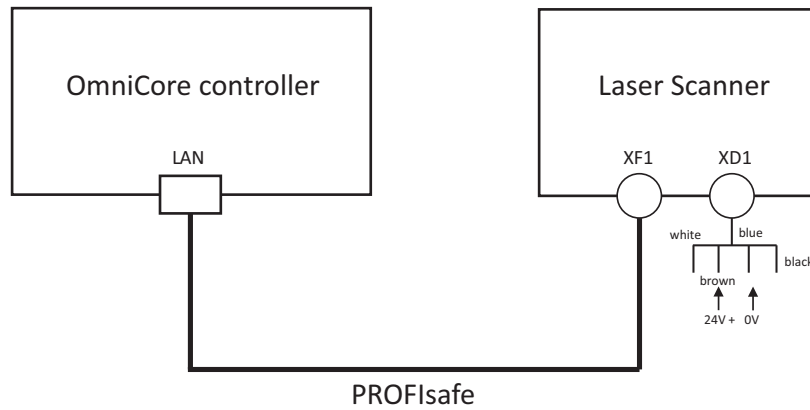 OmniCore controller
Laser Scanner
LAN
XF1
XD1
white
blue
black
brown
24V +
0V
PROFIsafe